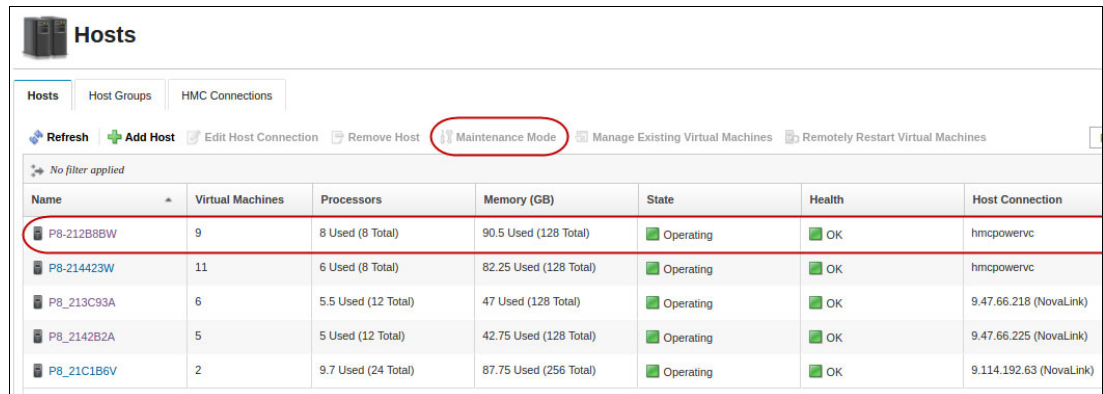 Hosts
Hosts Host Groups HMC Connections
Refresh Add Host Edit Host Connection Remove Host Maintenance Mode Manage Existing Virtual Machines Remotely Restart Virtual Machines
No filter applied
Name Virtual Machines Processors Memory (GB) State Health Host Connection
P8-212B8BW 9 8 Used (8 Total) 90.5 Used (128 Total) Operating OK hmcpowervc
P8-214423W 11 6 Used (8 Total) 82.25 Used (128 Total) Operating OK hmcpowervc
P8_213C93A 6 5.5 Used (12 Total) 47 Used (128 Total) Operating OK 9.47.66.218 (NovaLink)
P8_2142B2A 5 5 Used (12 Total) 42.75 Used (128 Total) Operating OK 9.47.66.225 (NovaLink)
P8_21C1B6V 2 9.7 Used (24 Total) 87.75 Used (256 Total) Operating OK 9.114.192.63 (NovaLink)